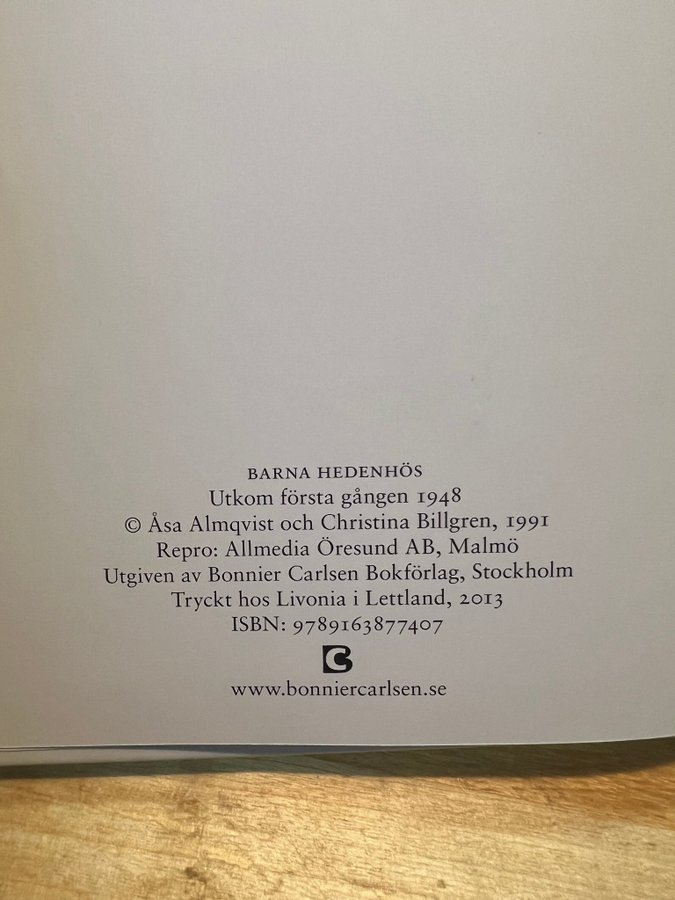 BARNA HEDENHÖS
Utkom första gången 1948
© Åsa Almqvist och Christina Billgren, 1991
Repro: Allmedia Öresund AB, Malmö
Utgiven av Bonnier Carlsen Bokförlag, Stockholm
Tryckt hos Livonia i Lettland, 2013
ISBN: 9789163877407
BC
www.bonniercarlsen.se